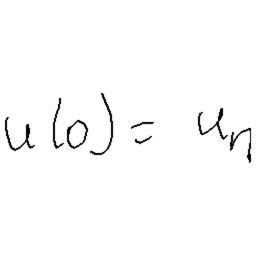 u(0) = u_n